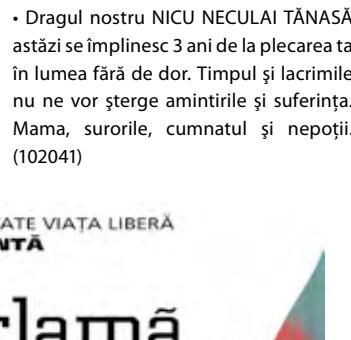 • Dragul nostru NICU NECULAI TĂNASĂ
astăzi se împlinesc 3 ani de la plecarea ta
în lumea fără de dor. Timpul şi lacrimile
nu ne vor şterge amintirile şi suferinţa.
Mama, surorile, cumnatul şi nepoţii.
(102041)
VIAŢA LIBERĂ